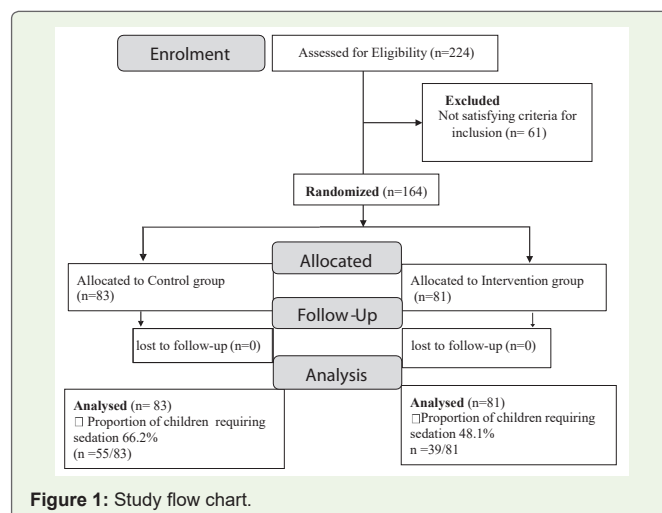 Enrolment
Assessed for Eligibility (n=224)
Excluded
Not satisfying criteria for
inclusion (n= 61)
Randomized (n=164)
Allocated
Allocated to Control group
(n=83)
Allocated to Intervention group
(n=81)
Follow-Up
lost to follow-up (n=0)
lost to follow-up (n=0)
Analysis
Analysed (n= 83)
□ Proportion of children requiring
sedation 66.2%
(n =55/83)
Analysed (n=81)
□Proportion of children requiring
sedation 48.1%
n =39/81
Figure 1: Study flow chart.